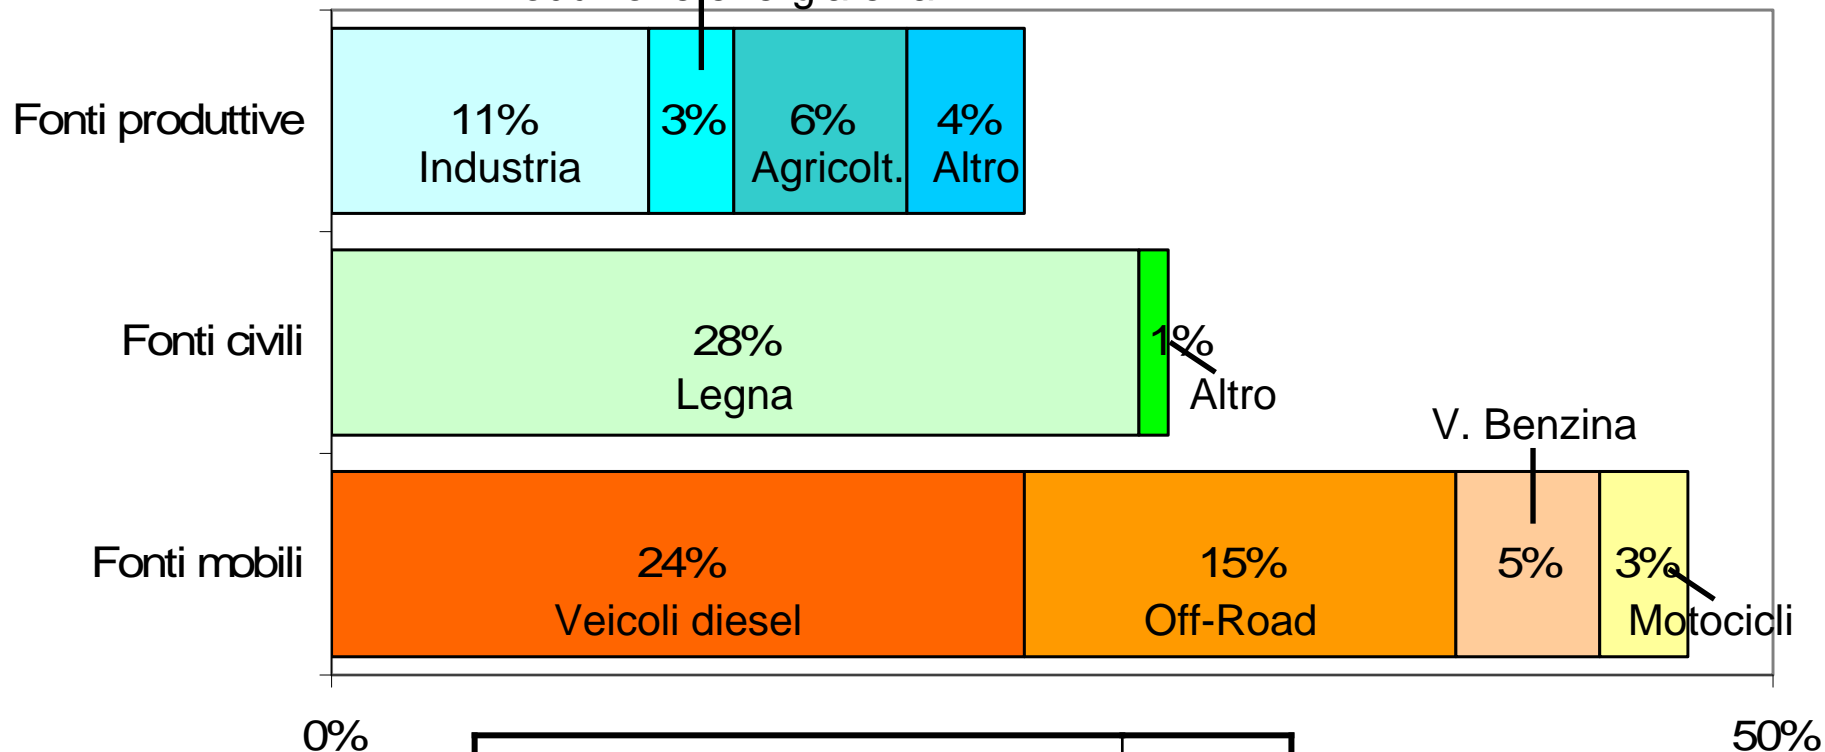 Fonti produttive
11%
Industria
3%
6%
Agricolt.
4%
Altro
Fonti civili
28%
Legna
1%
Altro
V. Benzina
Fonti mobili
24%
Veicoli diesel
15%
Off-Road
5%
3%
Motocicli
0%
50%